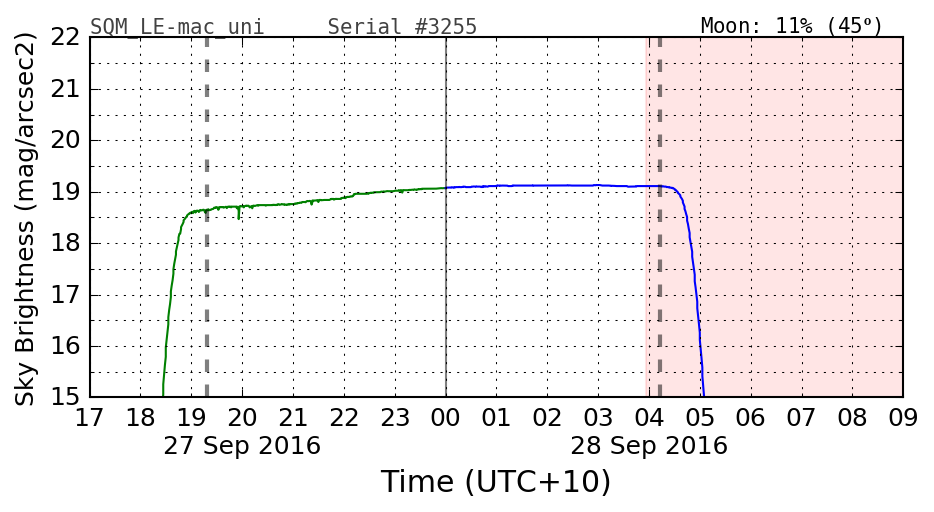 SQM_LE-mac_uni Serial #3255 Moon: 11% (45°)
22
21
20
19
18
17
16
15
Sky Brightness (mag/arcsec2)
17 18 19 20 21 22 23 00 01 02 03 04 05 06 07 08 09
27 Sep 2016 28 Sep 2016
Time (UTC+10)